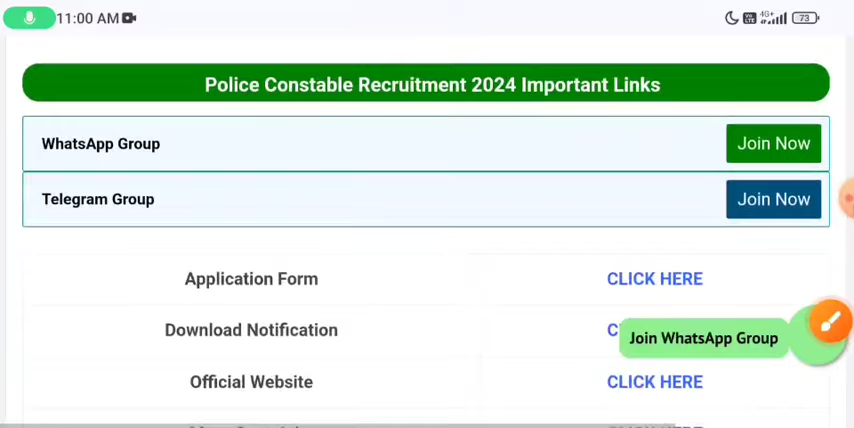 11:00 AM
4G+
73
Police Constable Recruitment 2024 Important Links
WhatsApp Group Join Now
Telegram Group Join Now
Application Form CLICK HERE
Download Notification
Join WhatsApp Group
Official Website CLICK HERE